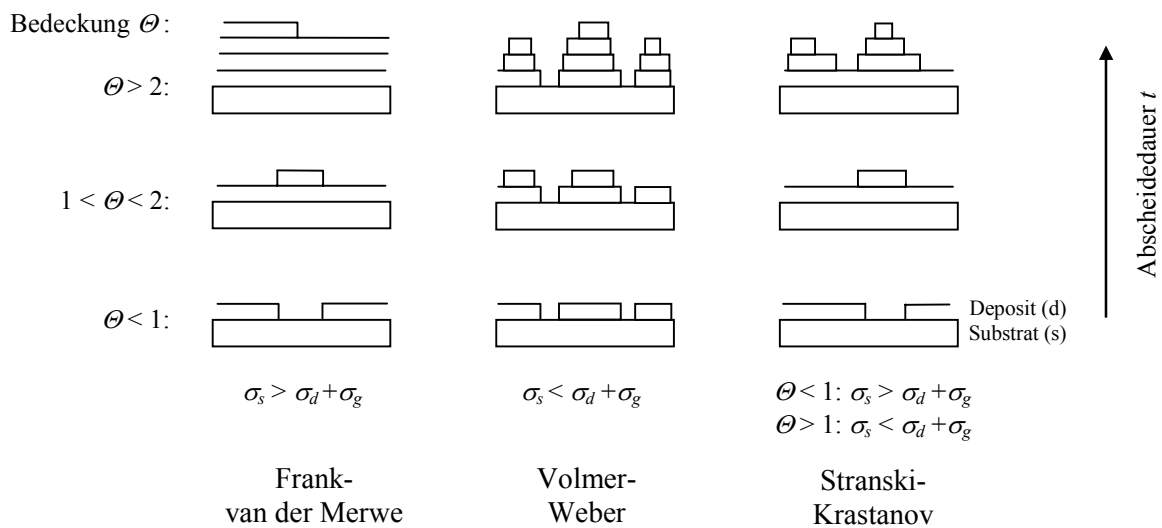 Bedeckung Θ :
Θ > 2:
1 < Θ < 2:
Θ < 1:
Abscheidedauer t
Deposit (d)
Substrat (s)
σs > σd + σg
σs < σd + σg
Θ < 1: σs > σd + σg
Θ > 1: σs < σd + σg
Frank-
van der Merwe
Volmer-
Weber
Stranski-
Krastanov